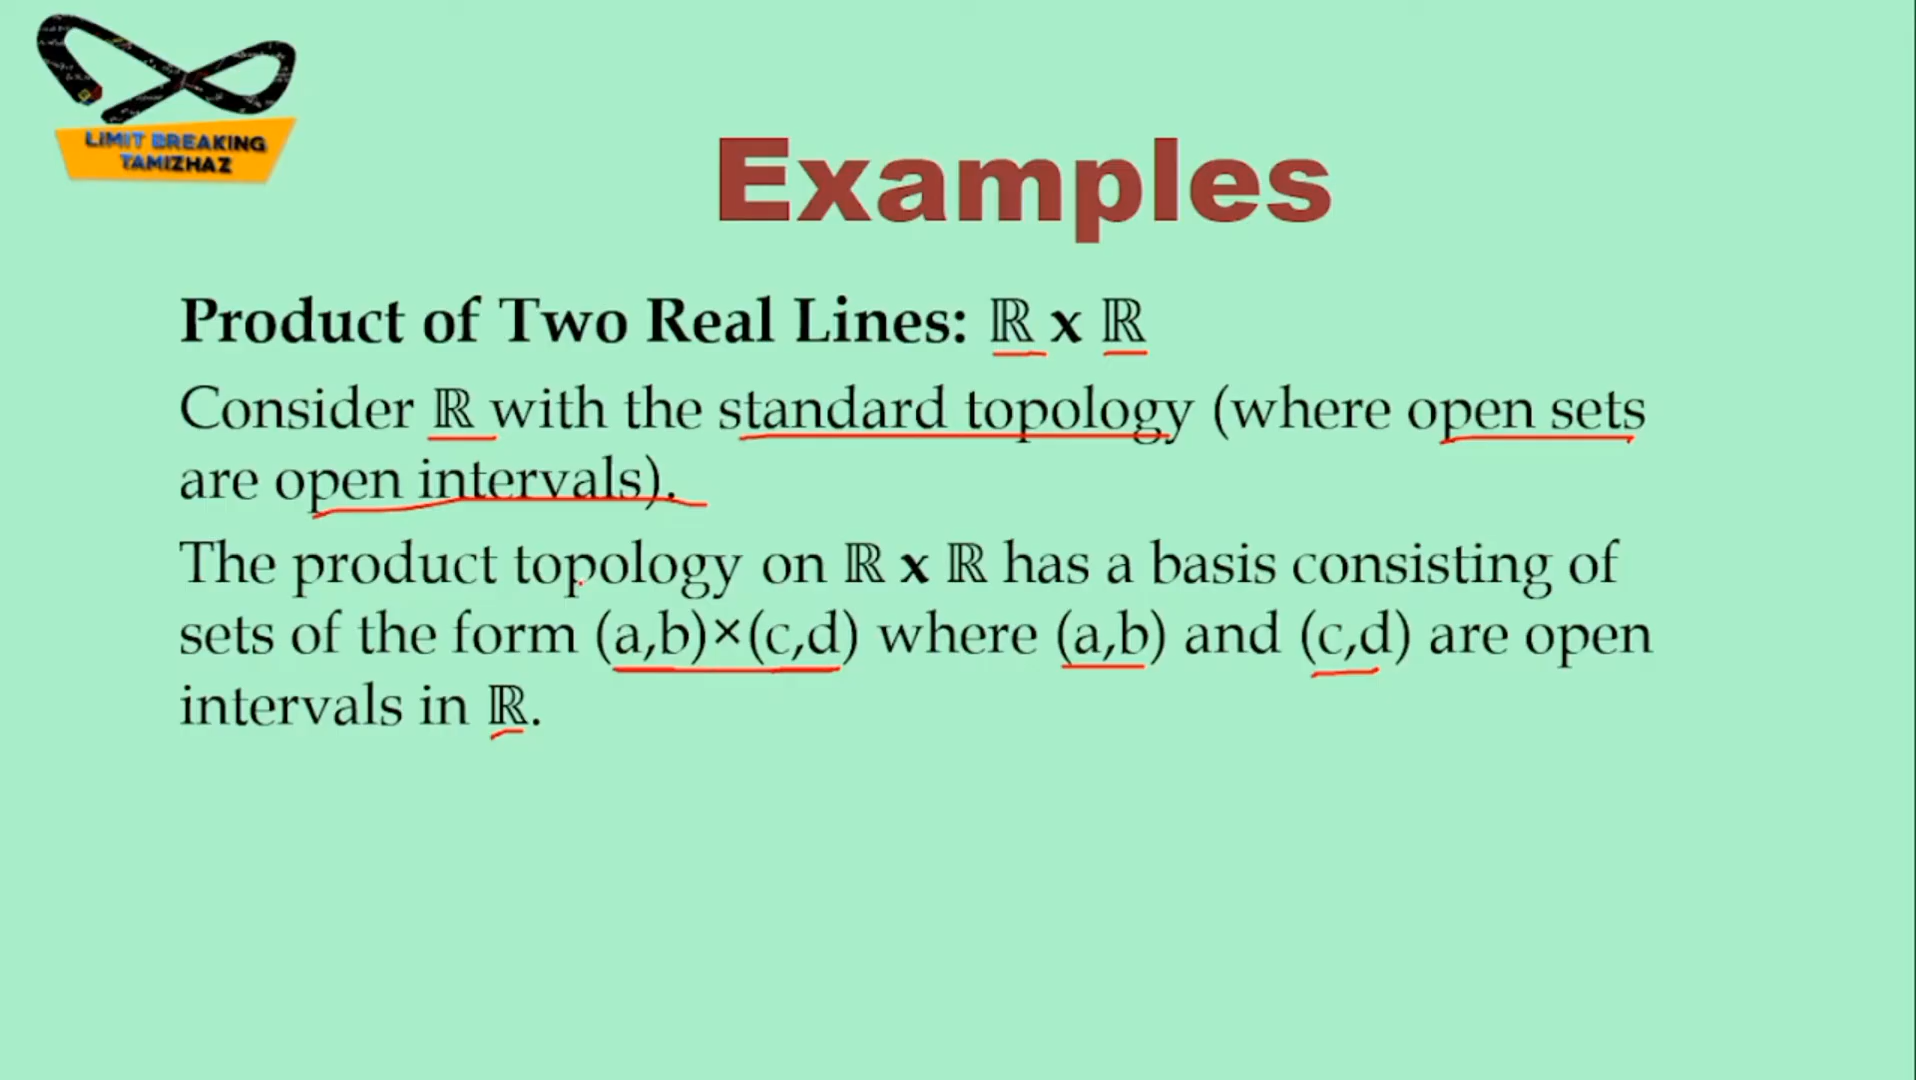 LIMIT BREAKING
TAMIZHAZ
Examples
Product of Two Real Lines: ℝ x ℝ
Consider ℝ with the standard topology (where open sets
are open intervals).
The product topology on ℝ x ℝ has a basis consisting of
sets of the form (a,b)×(c,d) where (a,b) and (c,d) are open
intervals in ℝ.